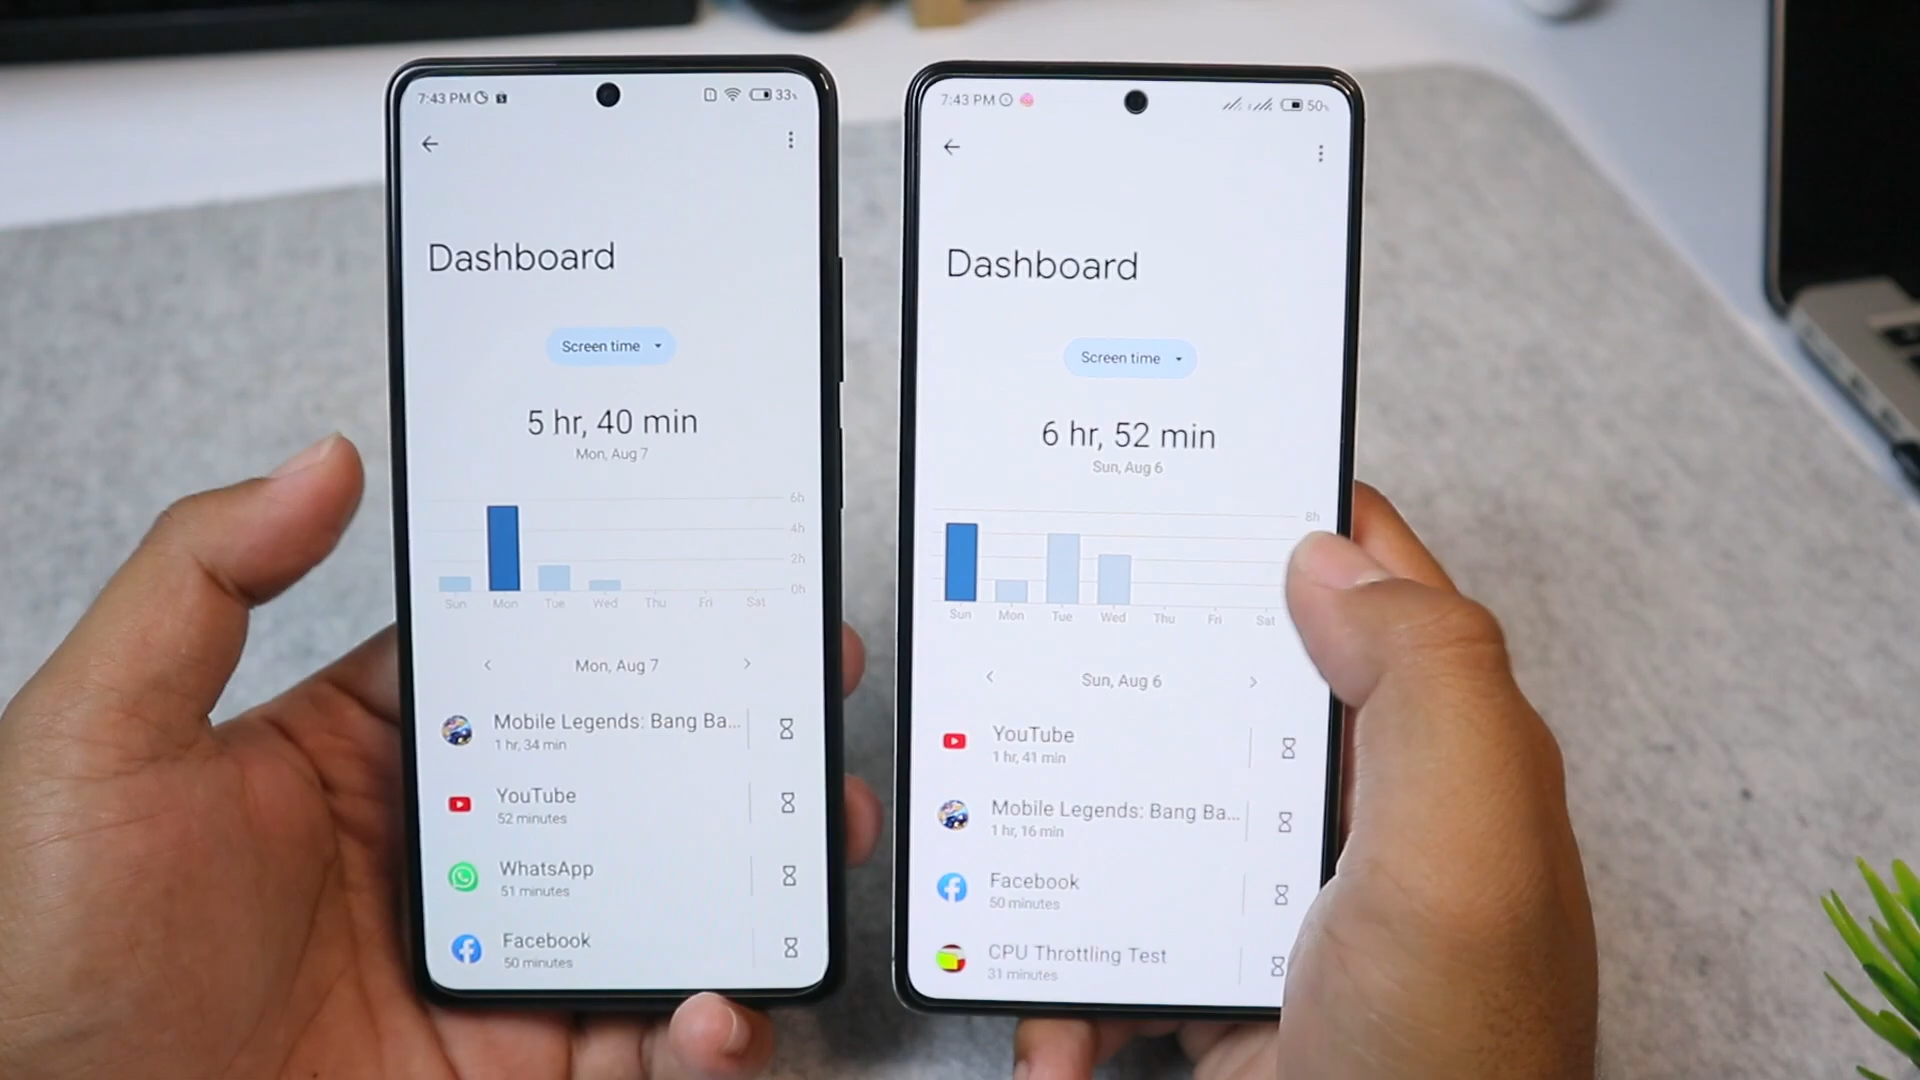 7:43 PM
33%
Dashboard
Screen time
5 hr, 40 min
Mon, Aug 7
6h
4h
2h
0h
Sun Mon Tue Wed Thu Fri Sat
Mon, Aug 7
Mobile Legends: Bang Ba...
1 hr, 34 min
YouTube
52 minutes
WhatsApp
51 minutes
Facebook
50 minutes
7:43 PM
50%
Dashboard
Screen time
6 hr, 52 min
Sun, Aug 6
8h
Sun Mon Tue Wed Thu Fri Sat
Sun, Aug 6
YouTube
1 hr, 41 min
Mobile Legends: Bang Ba...
1 hr, 16 min
Facebook
50 minutes
CPU Throttling Test
31 minutes